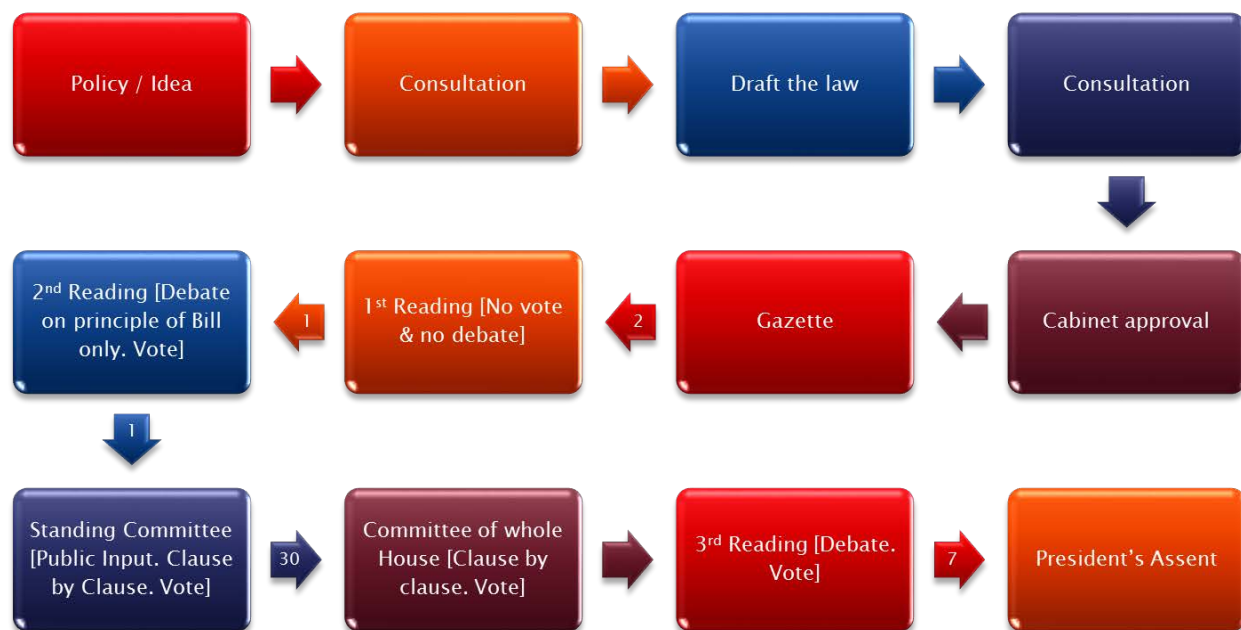 Policy / Idea
Consultation
Draft the law
Consultation
Cabinet approval
Gazette
2
1st Reading [No vote
& no debate]
1
2nd Reading [Debate
on principle of Bill
only. Vote]
1
Standing Committee
[Public Input. Clause
by Clause. Vote]
30
Committee of whole
House [Clause by
clause. Vote]
3rd Reading [Debate.
Vote]
7
President’s Assent